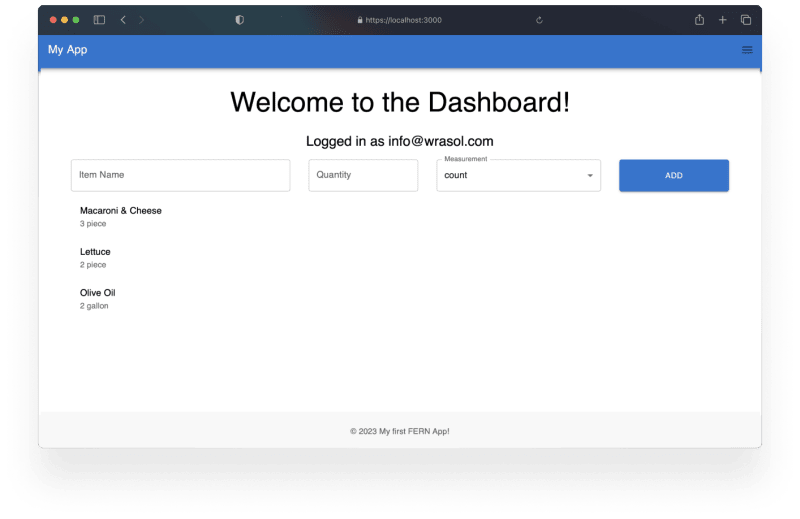 https://localhost:3000
My App
Welcome to the Dashboard!
Logged in as info@wrasol.com
Item Name
Quantity
Measurement
count
ADD
Macaroni & Cheese
3 piece
Lettuce
2 piece
Olive Oil
2 gallon
© 2023 My first FERN App!